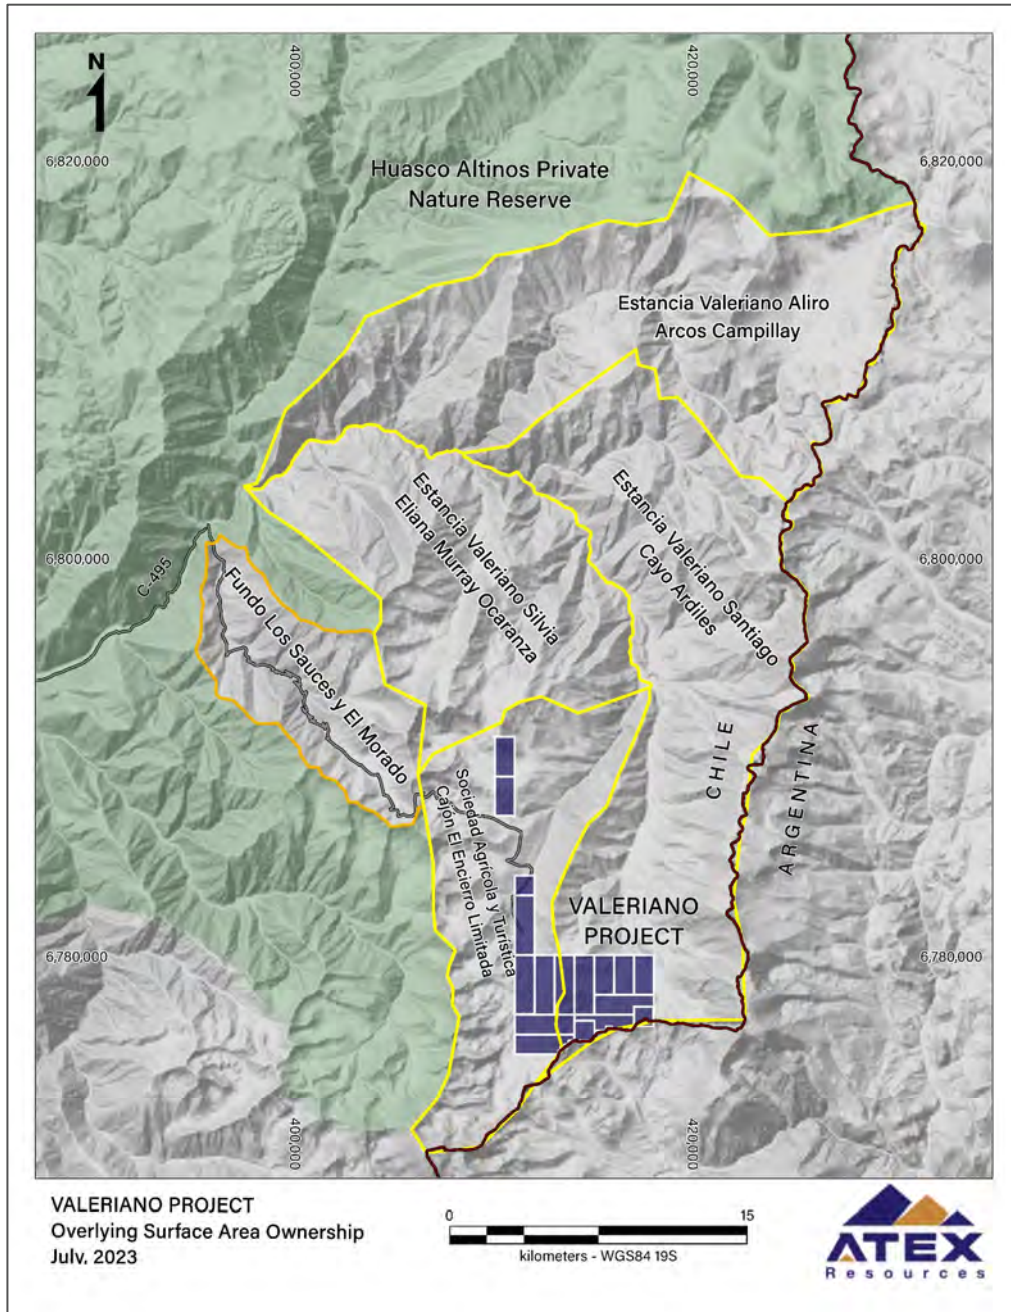 N
400,000
420,000
6,820,000
6,820,000
Huasco Altinos Private
Nature Reserve
Estancia Valeriano Aliro
Arcos Campillay
Estancia Valeriano Silvia
Eliana Murray Ocaranza
Estancia Valeriano Santiago
Cayo Ardiles
6,800,000
6,800,000
C-495
Fundo Los Sauces y El Morado
CHILE
ARGENTINA
Sociedad Agrícola y Turística
Cajón El Encierro Limitada
VALERIANO
PROJECT
6,780,000
6,780,000
400,000
420,000
VALERIANO PROJECT
Overlying Surface Area Ownership
July, 2023
0
15
kilometers - WGS84 19S
ATEX
Resources